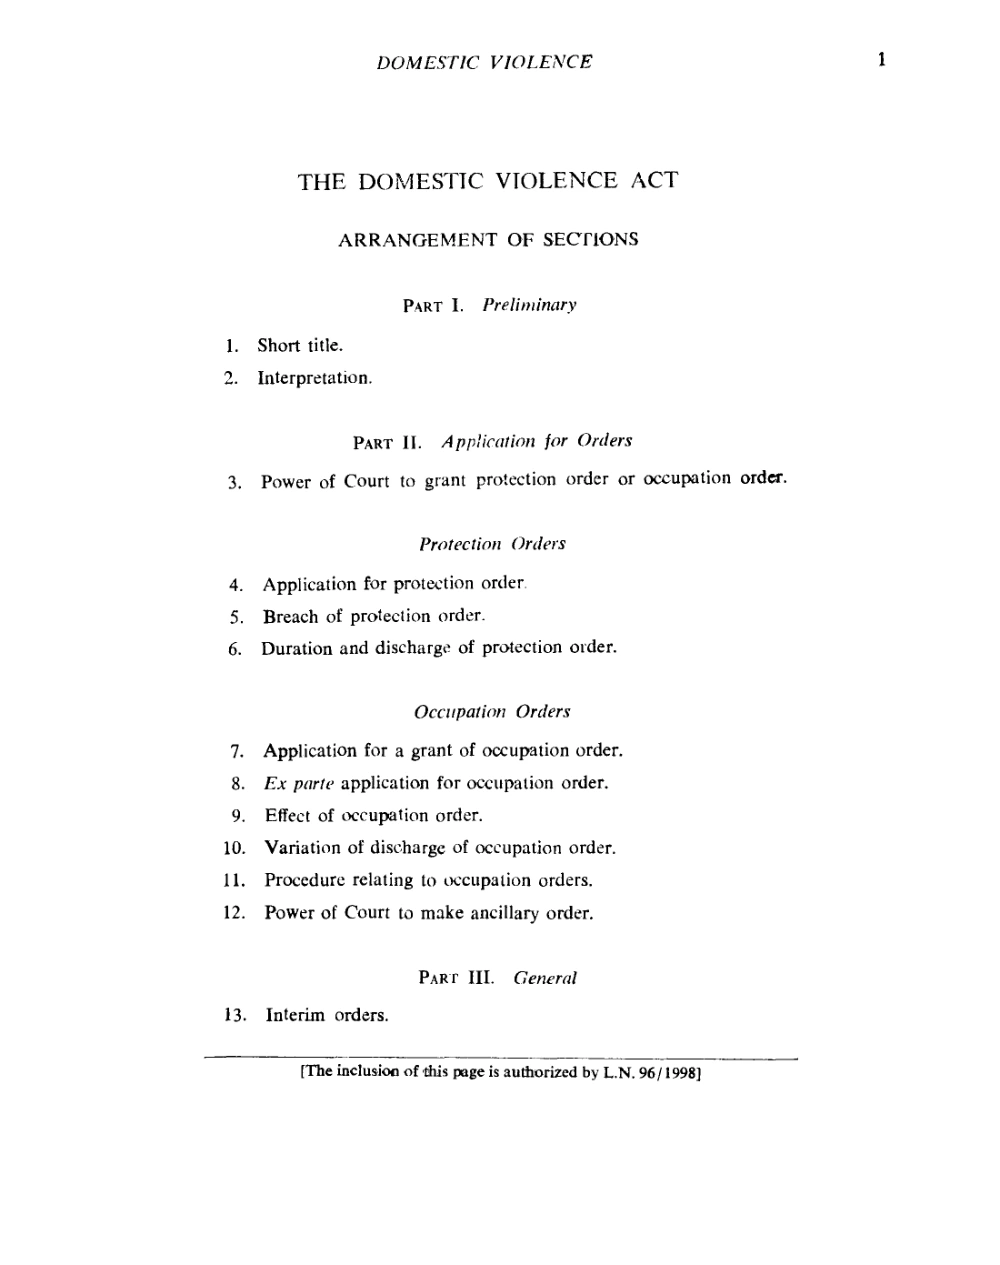 DOMESTIC VIOLENCE 1
THE DOMESTIC VIOLENCE ACT
ARRANGEMENT OF SECTIONS
PART I. Preliminary
1. Short title.
2. Interpretation.
PART II. Application for Orders
3. Power of Court to grant protection order or occupation order.
Protection Orders
4. Application for protection order.
5. Breach of protection order.
6. Duration and discharge of protection order.
Occupation Orders
7. Application for a grant of occupation order.
8. Ex parte application for occupation order.
9. Effect of occupation order.
10. Variation of discharge of occupation order.
11. Procedure relating to occupation orders.
12. Power of Court to make ancillary order.
PART III. General
13. Interim orders.
[The inclusion of this page is authorized by L.N. 96/1998]